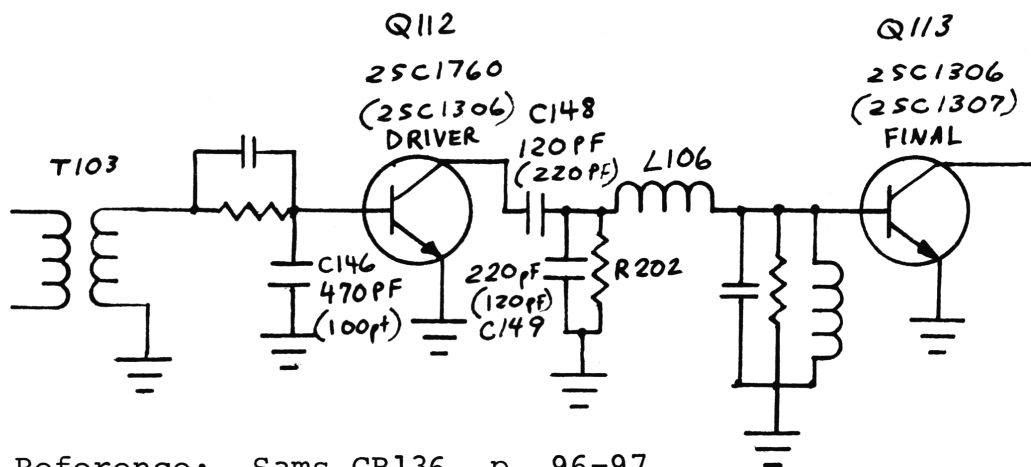 Q112
2SC1760
(2SC1306)
DRIVER
Q113
2SC1306
(2SC1307)
FINAL
T103
C148
120PF
(220PF)
L106
C146
470PF
(100pf)
220pF
(120pF)
C149
R202
Reference: Sams CB136, p. 96-97